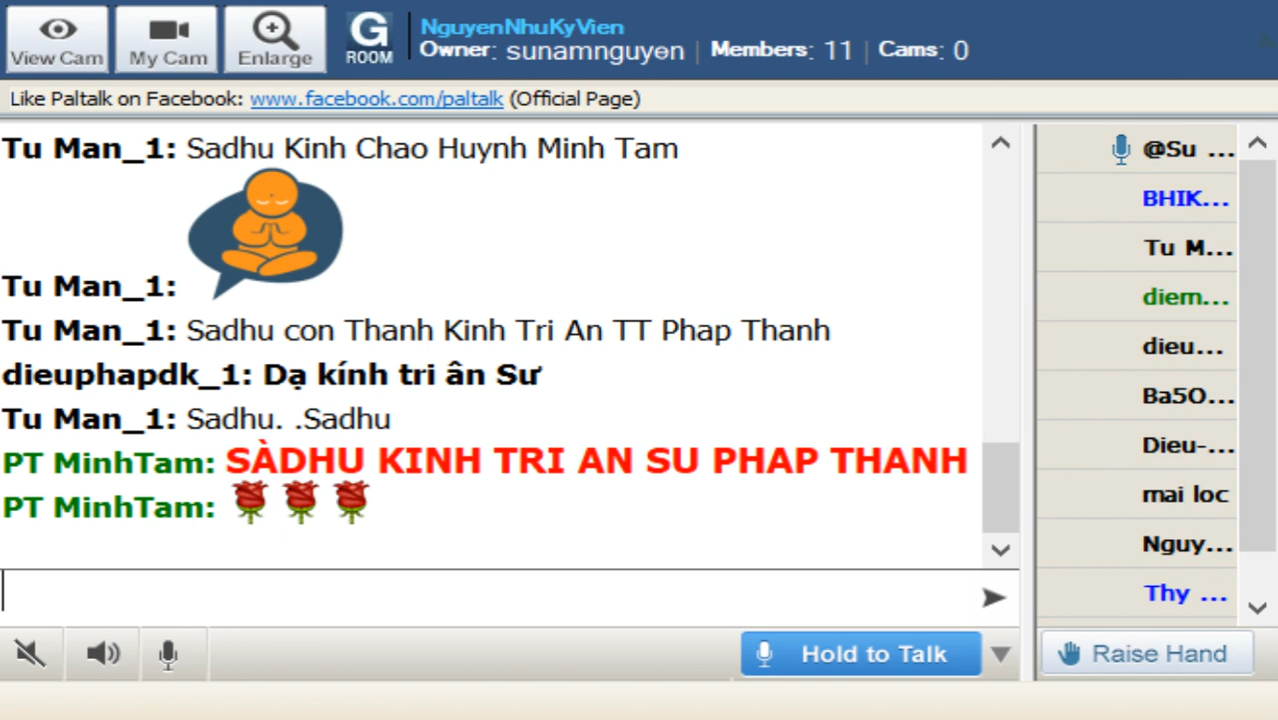 View Cam
My Cam
Enlarge
G
ROOM
NguyenNhuKyVien
Owner: sunamnguyen | Members: 11 | Cams: 0
Like Paltalk on Facebook: www.facebook.com/paltalk (Official Page)
Tu Man_1: Sadhu Kinh Chao Huynh Minh Tam
Tu Man_1:
Tu Man_1: Sadhu con Thanh Kinh Tri An TT Phap Thanh
dieuphapdk_1: Dạ kính tri ân Sư
Tu Man_1: Sadhu. .Sadhu
PT MinhTam: SÀDHU KINH TRI AN SU PHAP THANH
PT MinhTam:
@Su ...
BHIK...
Tu M...
diem...
dieu...
Ba5O...
Dieu-...
mai loc
Nguy...
Thy ...
Hold to Talk
Raise Hand